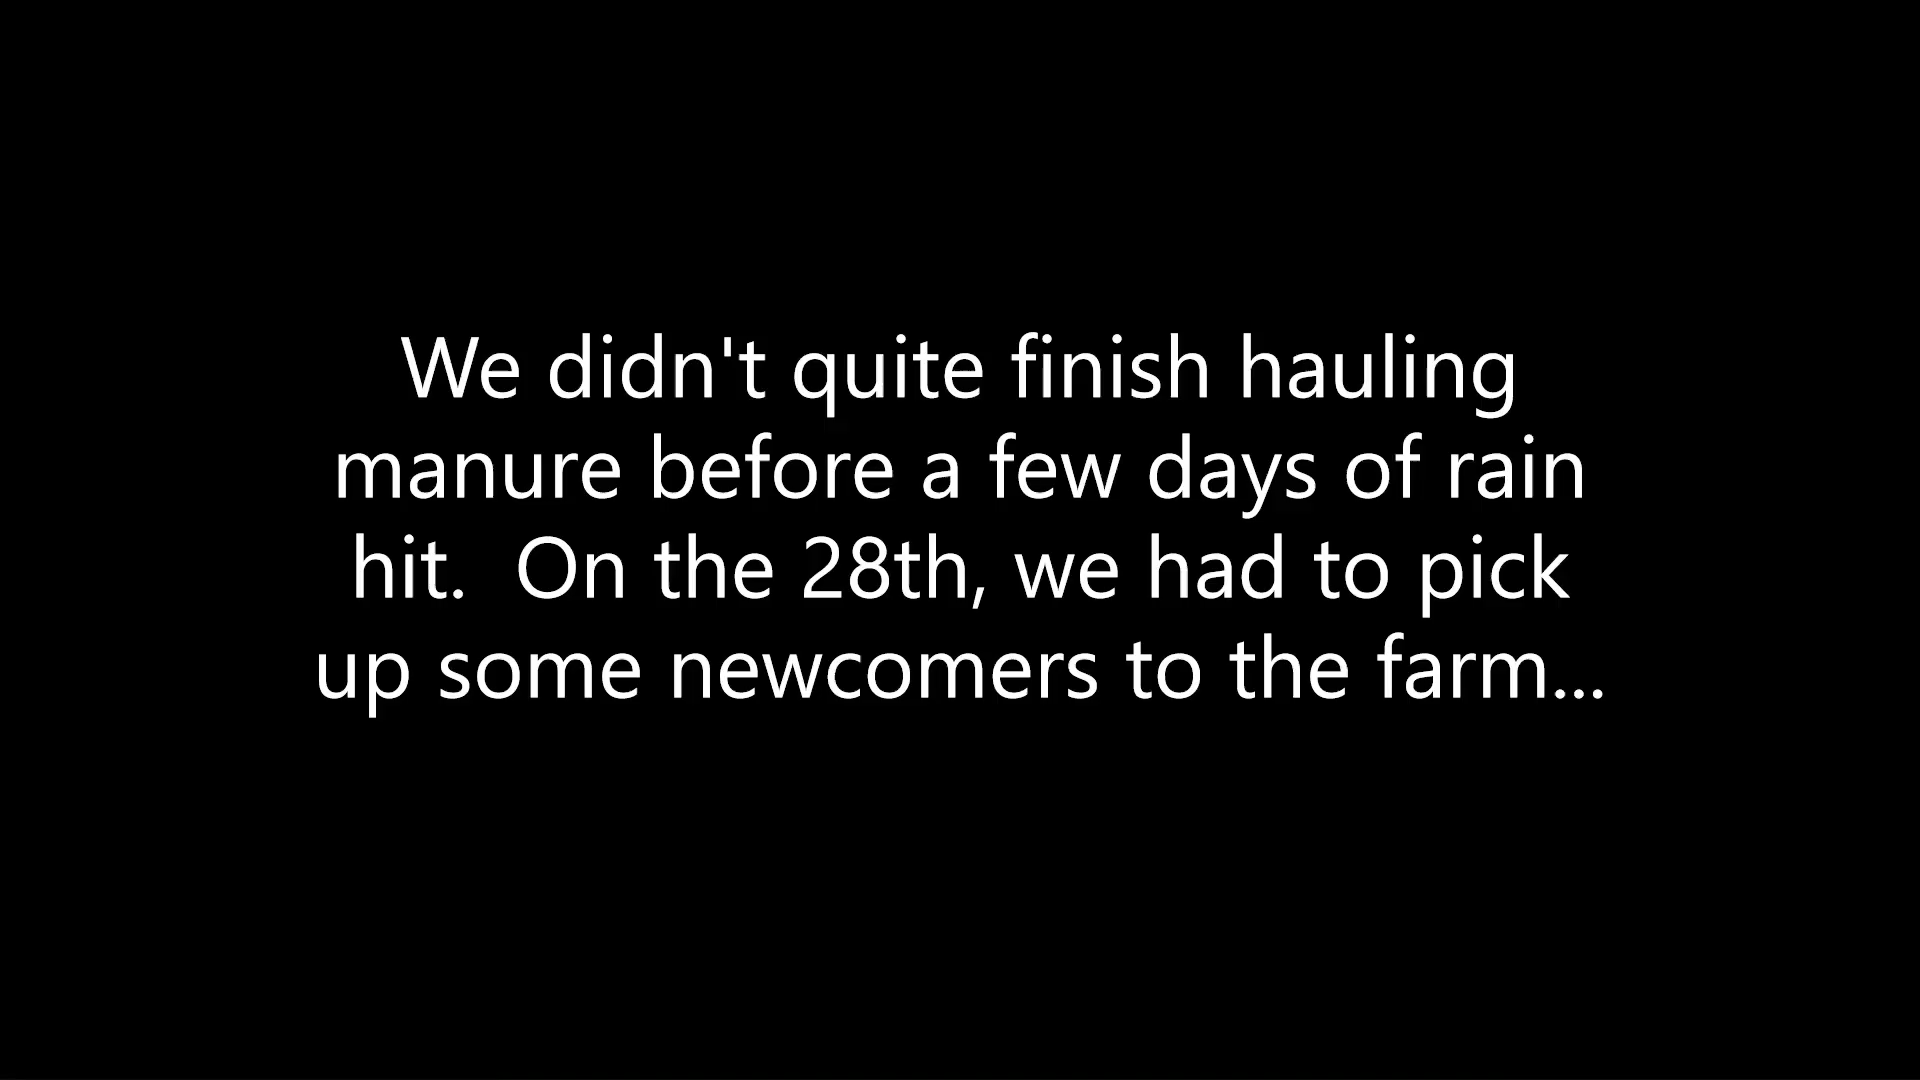 We didn't quite finish hauling
manure before a few days of rain
hit.  On the 28th, we had to pick
up some newcomers to the farm...